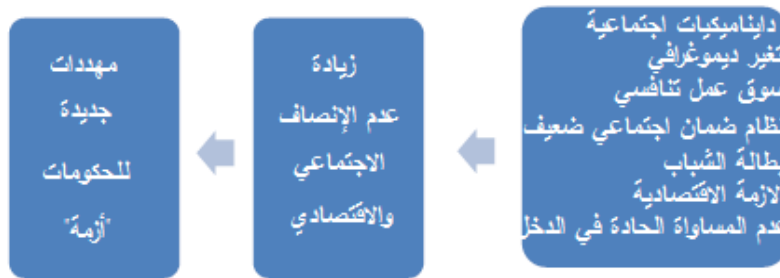 دايناميكيات اجتماعية
تغير ديموغرافي
سوق عمل تنافسي
نظام ضمان اجتماعي ضعيف
بطالة الشباب
الازمة الاقتصادية
عدم المساواة الحادة في الدخل
زيادة
عدم الإنصاف
الاجتماعي
والاقتصادي
مهددات
جديدة
للحكومات
"أزمة"